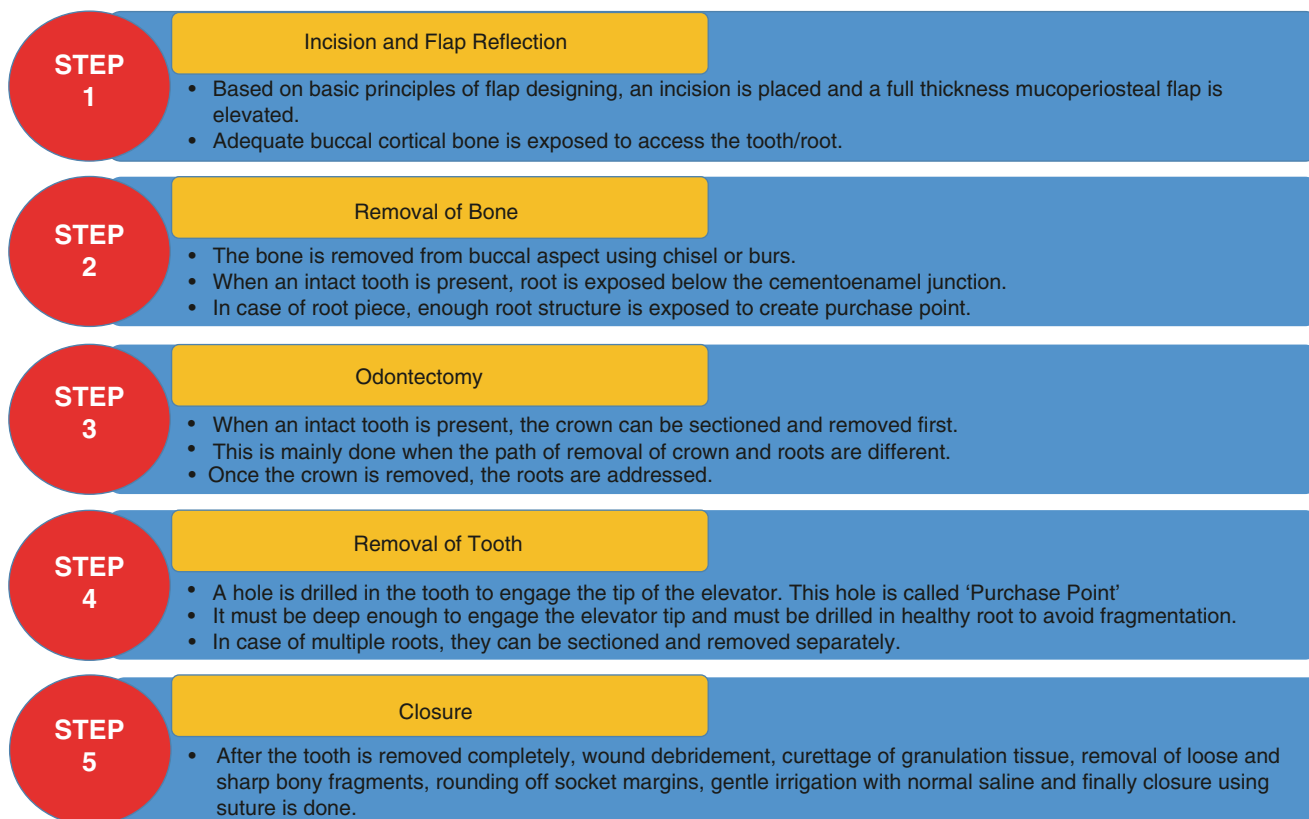 STEP
1
Incision and Flap Reflection
• Based on basic principles of flap designing, an incision is placed and a full thickness mucoperiosteal flap is
elevated.
• Adequate buccal cortical bone is exposed to access the tooth/root.
STEP
2
Removal of Bone
• The bone is removed from buccal aspect using chisel or burs.
• When an intact tooth is present, root is exposed below the cementoenamel junction.
• In case of root piece, enough root structure is exposed to create purchase point.
STEP
3
Odontectomy
• When an intact tooth is present, the crown can be sectioned and removed first.
• This is mainly done when the path of removal of crown and roots are different.
• Once the crown is removed, the roots are addressed.
STEP
4
Removal of Tooth
• A hole is drilled in the tooth to engage the tip of the elevator. This hole is called ‘Purchase Point’
• It must be deep enough to engage the elevator tip and must be drilled in healthy root to avoid fragmentation.
• In case of multiple roots, they can be sectioned and removed separately.
STEP
5
Closure
• After the tooth is removed completely, wound debridement, curettage of granulation tissue, removal of loose and
sharp bony fragments, rounding off socket margins, gentle irrigation with normal saline and finally closure using
suture is done.